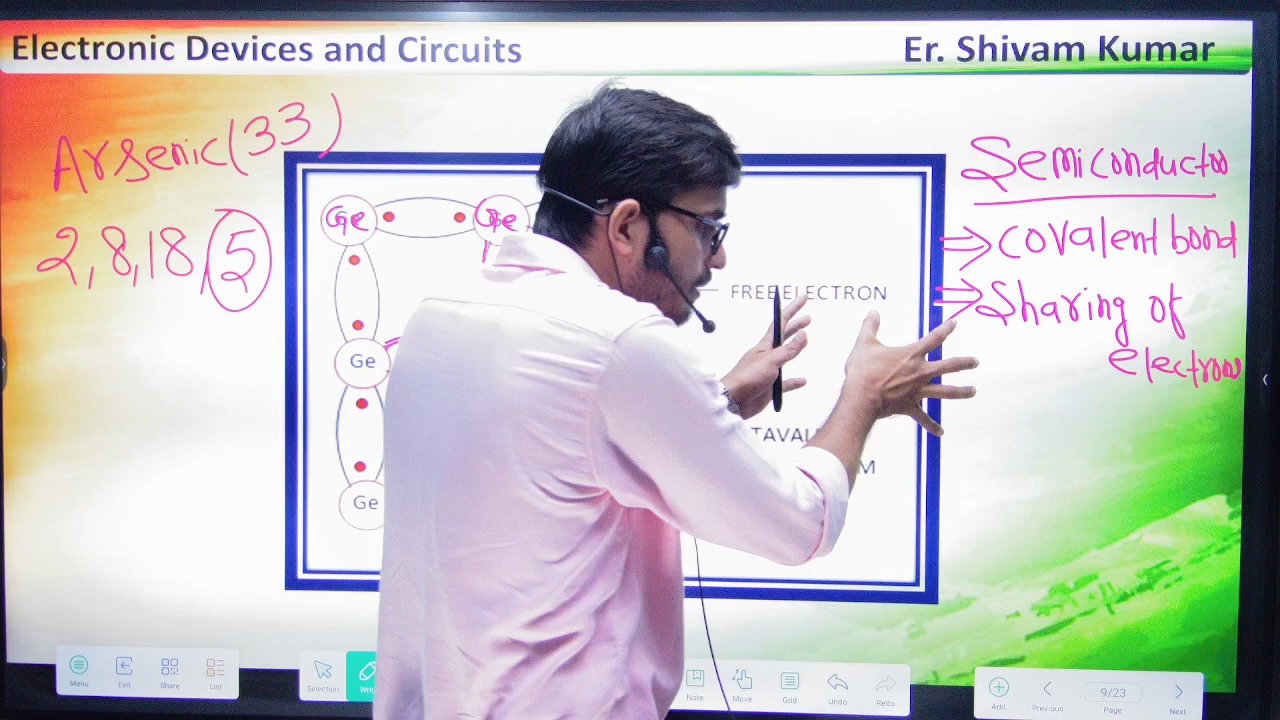 Electronic Devices and Circuits
Er. Shivam Kumar
Arsenic(33)
2,8,18,5
Semiconductor
⇒ covalent bond
⇒ Sharing of
electrons
Ge
Ge
FREE ELECTRON
Ge
Ge
Menu
Exit
Share
List
Selection
Note
Move
Grid
Undo
Redo
Add
Previous
9/23
Page
Next